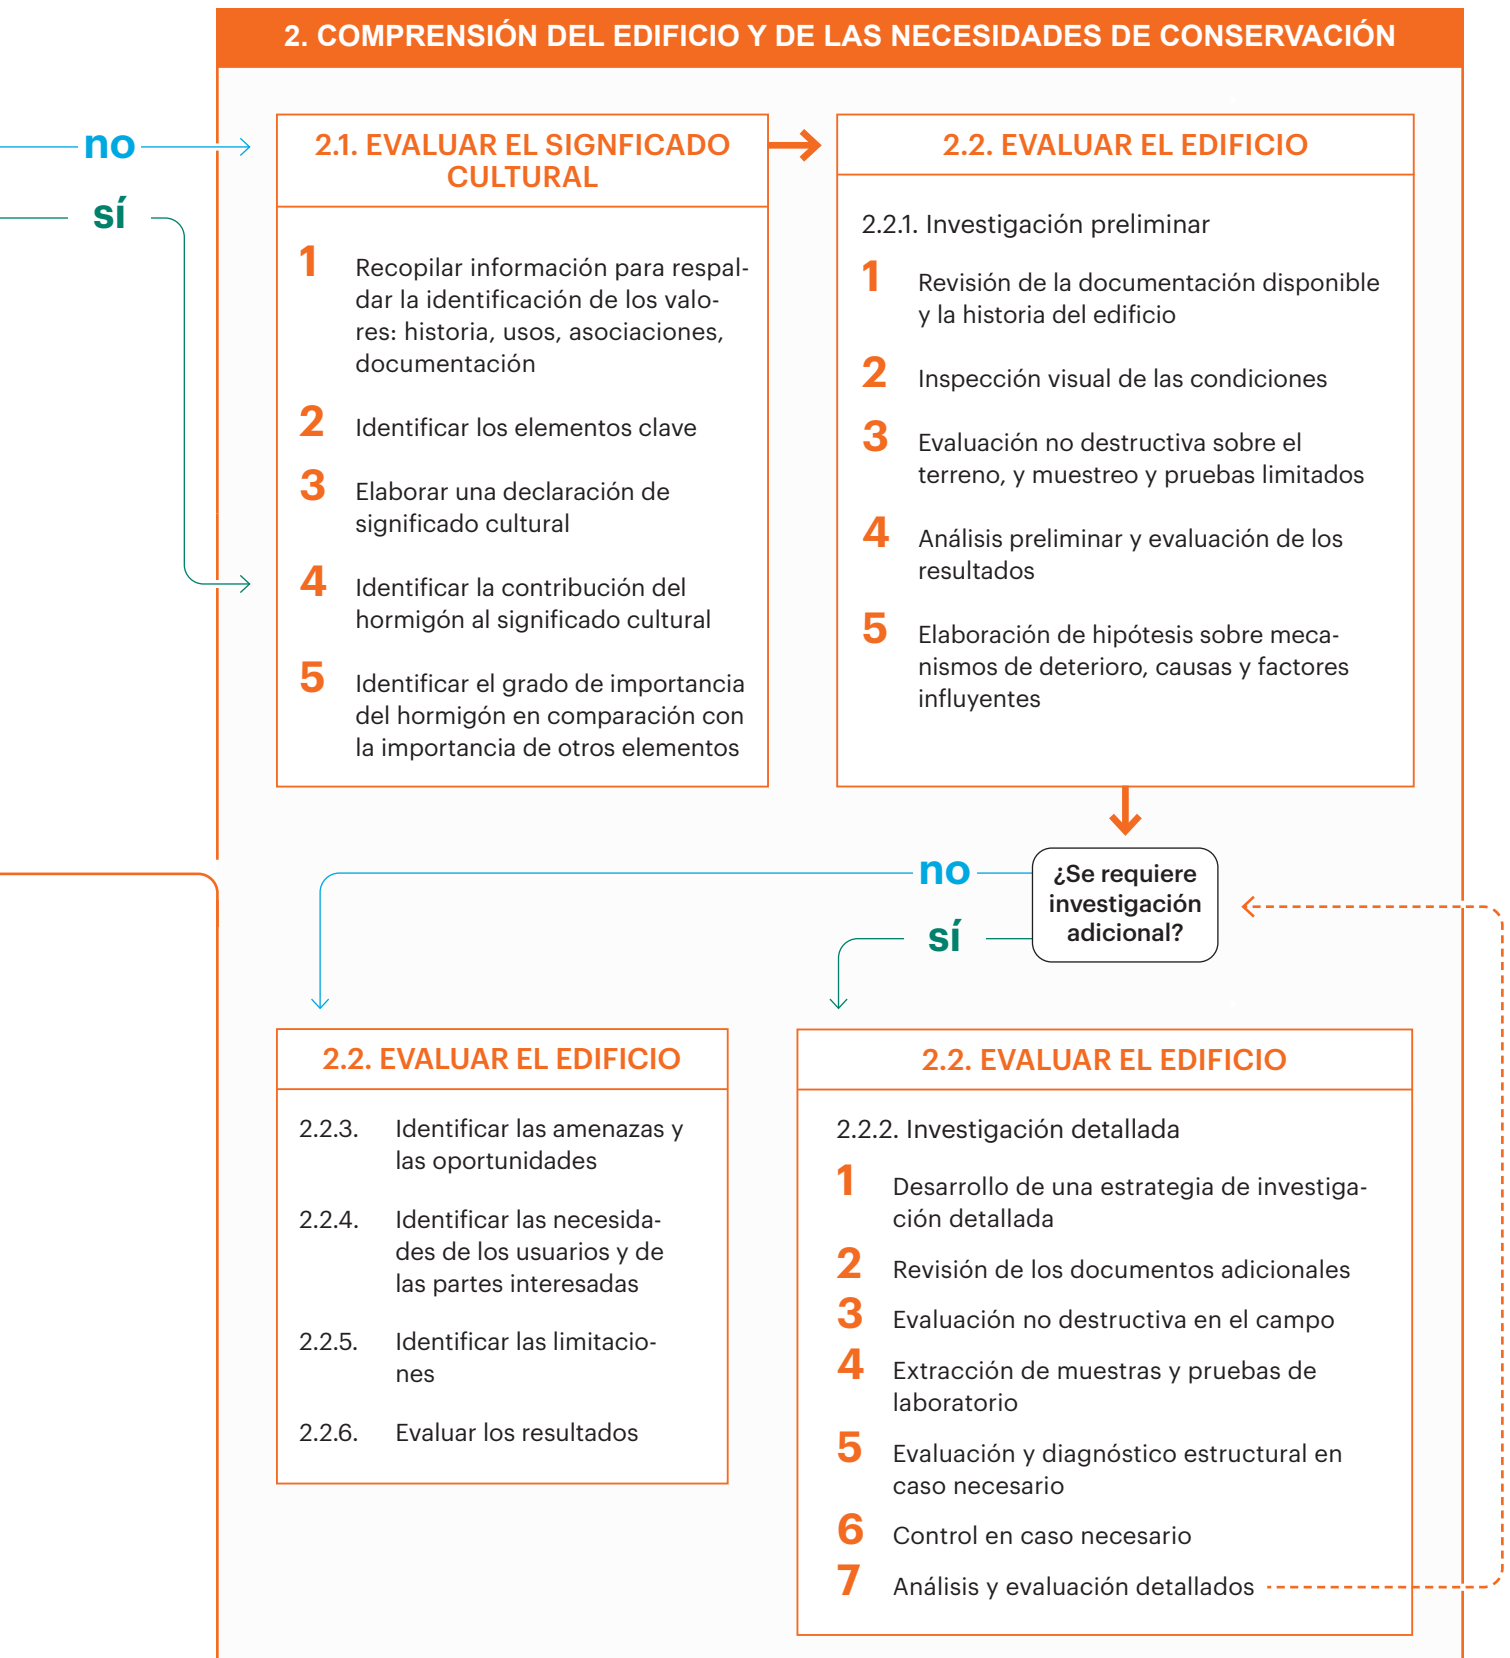 2. COMPRENSIÓN DEL EDIFICIO Y DE LAS NECESIDADES DE CONSERVACIÓN
no
sí
2.1. EVALUAR EL SIGNFICADO
CULTURAL
1 Recopilar información para respal-
dar la identificación de los valo-
res: historia, usos, asociaciones,
documentación
2 Identificar los elementos clave
3 Elaborar una declaración de
significado cultural
4 Identificar la contribución del
hormigón al significado cultural
5 Identificar el grado de importancia
del hormigón en comparación con
la importancia de otros elementos
2.2. EVALUAR EL EDIFICIO
2.2.1. Investigación preliminar
1 Revisión de la documentación disponible
y la historia del edificio
2 Inspección visual de las condiciones
3 Evaluación no destructiva sobre el
terreno, y muestreo y pruebas limitados
4 Análisis preliminar y evaluación de los
resultados
5 Elaboración de hipótesis sobre meca-
nismos de deterioro, causas y factores
influyentes
¿Se requiere
investigación
adicional?
no
sí
2.2. EVALUAR EL EDIFICIO
2.2.3. Identificar las amenazas y
las oportunidades
2.2.4. Identificar las necesida-
des de los usuarios y de
las partes interesadas
2.2.5. Identificar las limitacio-
nes
2.2.6. Evaluar los resultados
2.2. EVALUAR EL EDIFICIO
2.2.2. Investigación detallada
1 Desarrollo de una estrategia de investiga-
ción detallada
2 Revisión de los documentos adicionales
3 Evaluación no destructiva en el campo
4 Extracción de muestras y pruebas de
laboratorio
5 Evaluación y diagnóstico estructural en
caso necesario
6 Control en caso necesario
7 Análisis y evaluación detallados